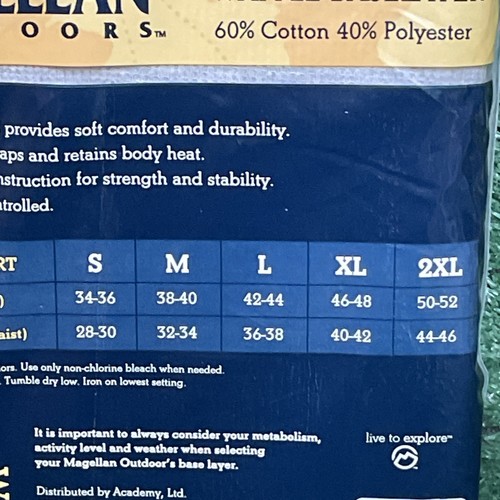 OORS™
60% Cotton 40% Polyester
provides soft comfort and durability.
aps and retains body heat.
nstruction for strength and stability.
ntrolled.
RT S M L XL 2XL
) 34-36 38-40 42-44 46-48 50-52
aist) 28-30 32-34 36-38 40-42 44-46
ors. Use only non-chlorine bleach when needed.
. Tumble dry low. Iron on lowest setting.
It is important to always consider your metabolism,
activity level and weather when selecting
your Magellan Outdoor's base layer.
live to explore™
Distributed by Academy, Ltd.